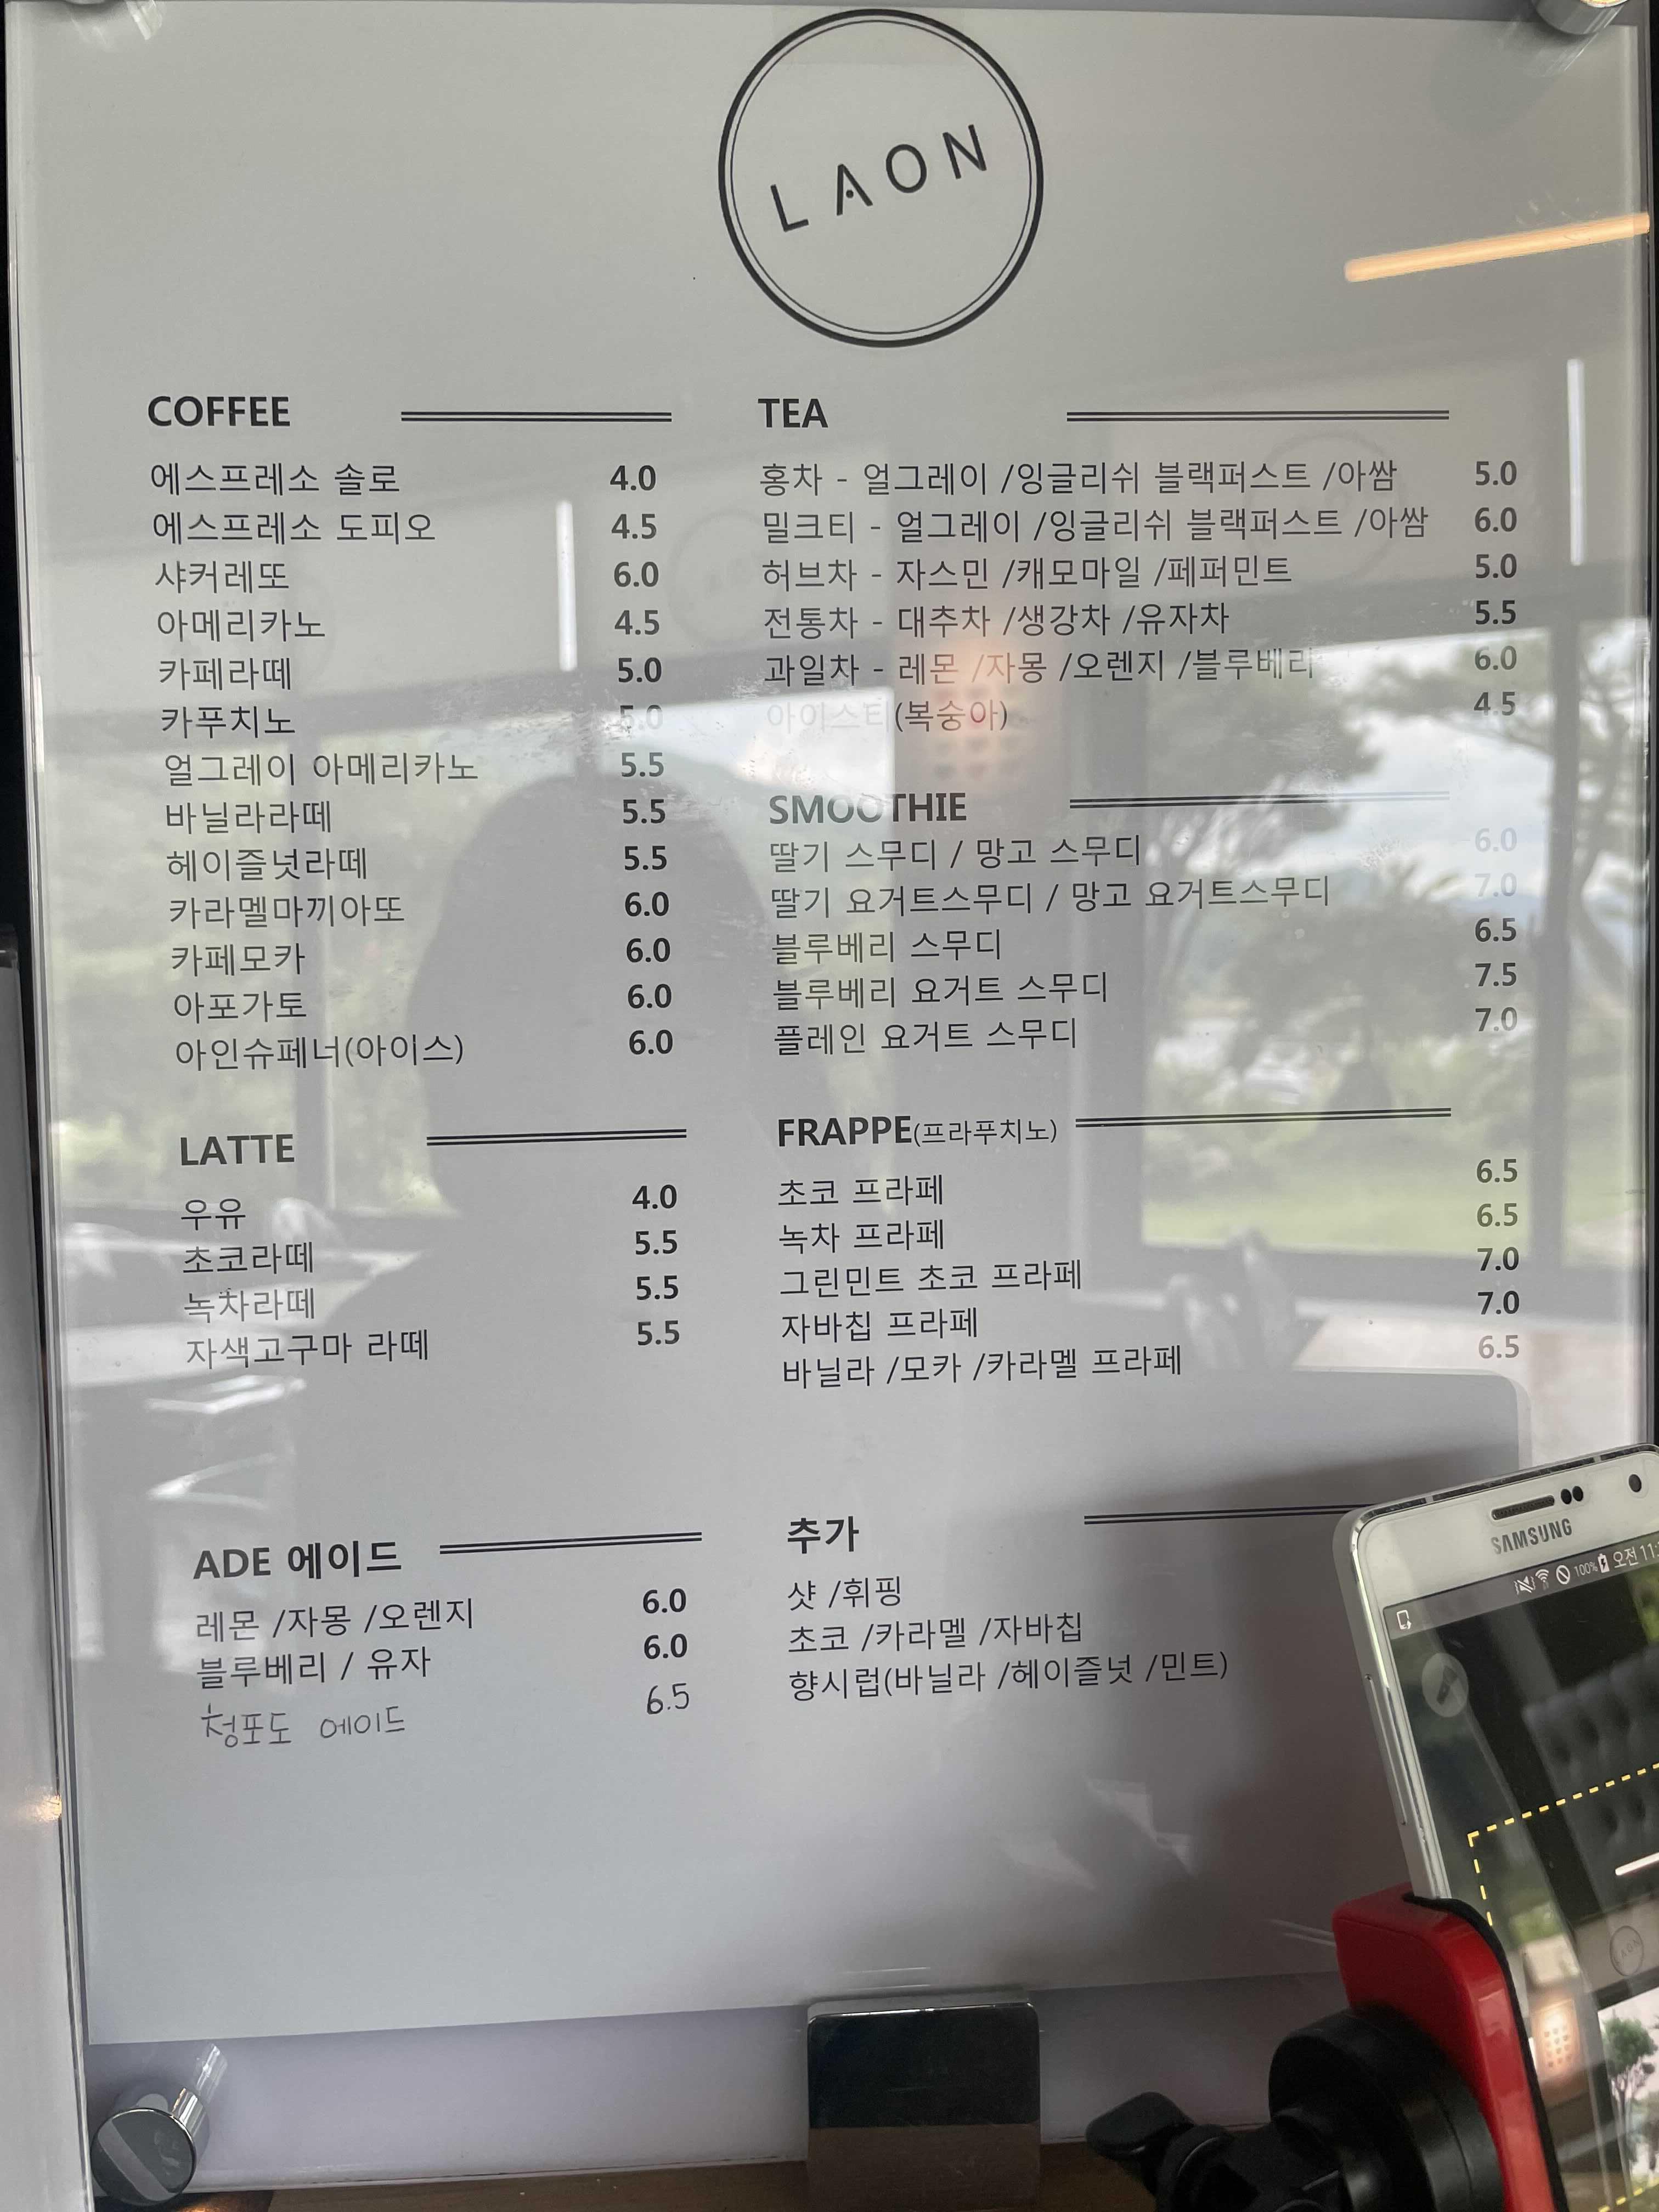 LAON
COFFEE
에스프레소 솔로 4.0
에스프레소 도피오 4.5
샤커레또 6.0
아메리카노 4.5
카페라떼 5.0
카푸치노 5.0
얼그레이 아메리카노 5.5
바닐라라떼 5.5
헤이즐넛라떼 5.5
카라멜마끼아또 6.0
카페모카 6.0
아포가토 6.0
아인슈페너(아이스) 6.0
LATTE
우유 4.0
초코라떼 5.5
녹차라떼 5.5
자색고구마 라떼 5.5
ADE 에이드
레몬 /자몽 /오렌지 6.0
블루베리 / 유자 6.0
청포도 에이드 6.5
TEA
홍차 - 얼그레이 /잉글리쉬 블랙퍼스트 /아쌈 5.0
밀크티 - 얼그레이 /잉글리쉬 블랙퍼스트 /아쌈 6.0
허브차 - 자스민 /캐모마일 /페퍼민트 5.0
전통차 - 대추차 /생강차 /유자차 5.5
과일차 - 레몬 /자몽 /오렌지 /블루베리 6.0
아이스티(복숭아) 4.5
SMOOTHIE
딸기 스무디 / 망고 스무디 6.0
딸기 요거트스무디 / 망고 요거트스무디 7.0
블루베리 스무디 6.5
블루베리 요거트 스무디 7.5
플레인 요거트 스무디 7.0
FRAPPE(프라푸치노)
초코 프라페 6.5
녹차 프라페 6.5
그린민트 초코 프라페 7.0
자바칩 프라페 7.0
바닐라 /모카 /카라멜 프라페 6.5
추가
샷 /휘핑
초코 /카라멜 /자바칩
향시럽(바닐라 /헤이즐넛 /민트)
SAMSUNG
100% 오전 11:
LAON